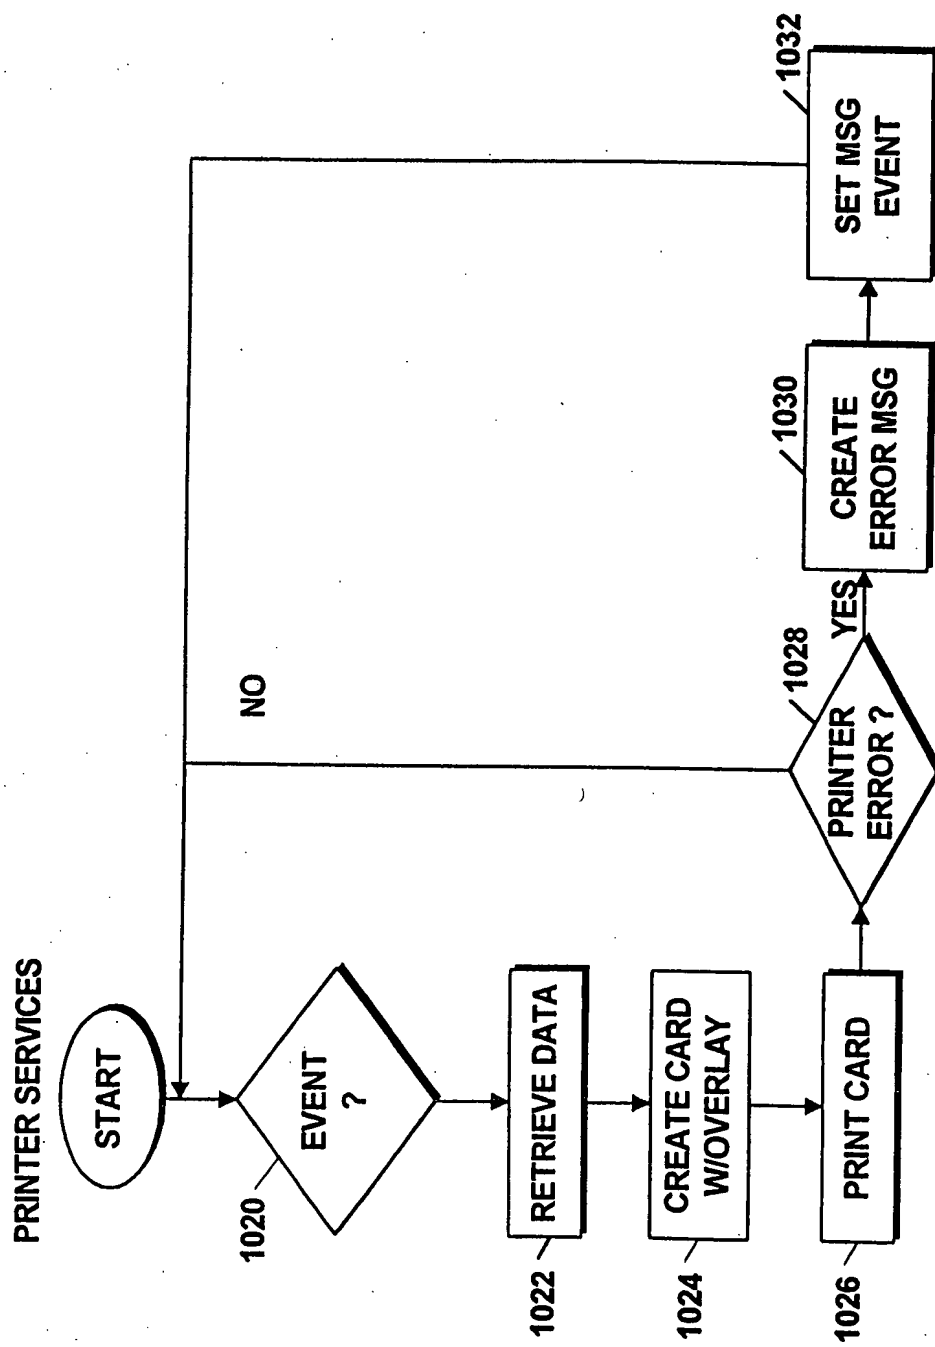 PRINTER SERVICES
START
EVENT
?
1020
RETRIEVE DATA
1022
CREATE CARD
W/OVERLAY
1024
PRINT CARD
1026
PRINTER
ERROR ?
1028
NO
YES
CREATE
ERROR MSG
1030
SET MSG
EVENT
1032